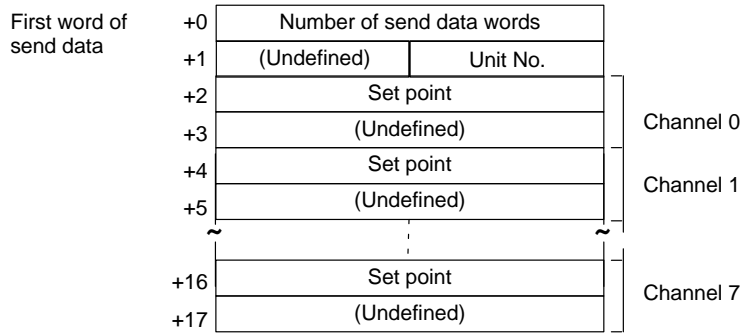 First word of
send data
+0 Number of send data words
+1 (Undefined) Unit No.
+2 Set point
+3 (Undefined)
Channel 0
+4 Set point
+5 (Undefined)
Channel 1
~ ~
+16 Set point
+17 (Undefined)
Channel 7